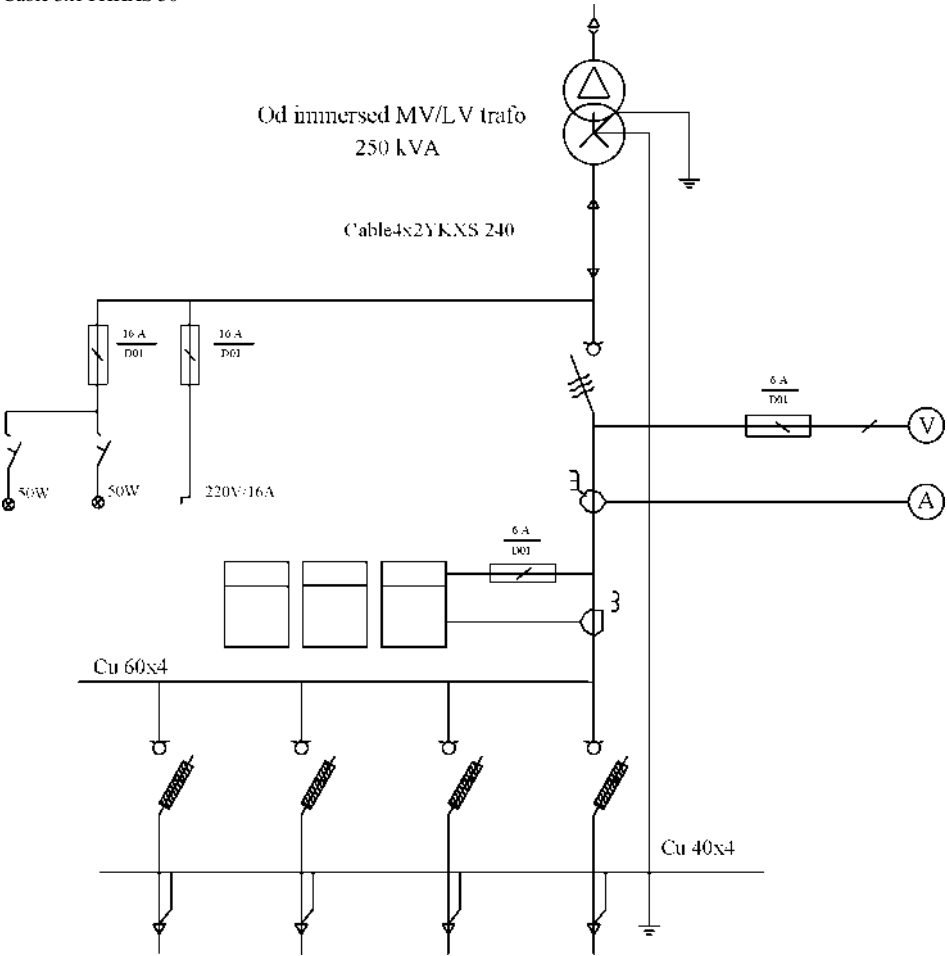 Od immersed MV/LV trafo
250 kVA
Cable4x2YKXS 240
16 A
D01
16 A
D01
6 A
D01
V
50W
50W
220V/16A
A
6 A
D01
Cu 60x4
Cu 40x4